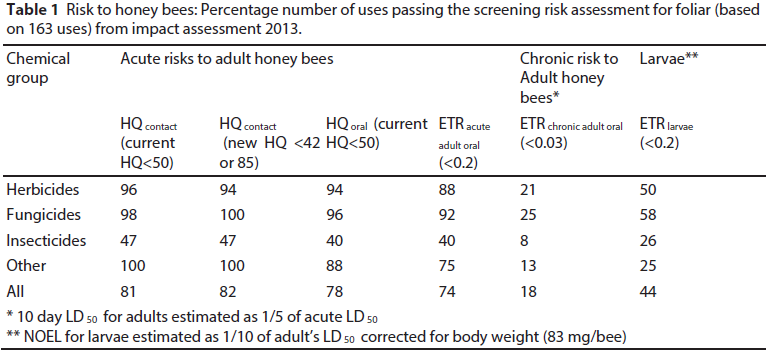 Table 1 Risk to honey bees: Percentage number of uses passing the screening risk assessment for foliar (based
on 163 uses) from impact assessment 2013.
Chemical group Acute risks to adult honey bees Chronic risk to Adult honey bees* Larvae**
HQ contact (current HQ<50) HQ contact (new HQ <42 or 85) HQ oral (current HQ<50) ETR acute adult oral (<0.2) ETR chronic adult oral (<0.03) ETR larvae (<0.2)
Herbicides 96 94 94 88 21 50
Fungicides 98 100 96 92 25 58
Insecticides 47 47 40 40 8 26
Other 100 100 88 75 13 25
All 81 82 78 74 18 44
* 10 day LD 50 for adults estimated as 1/5 of acute LD 50
** NOEL for larvae estimated as 1/10 of adult's LD 50 corrected for body weight (83 mg/bee)